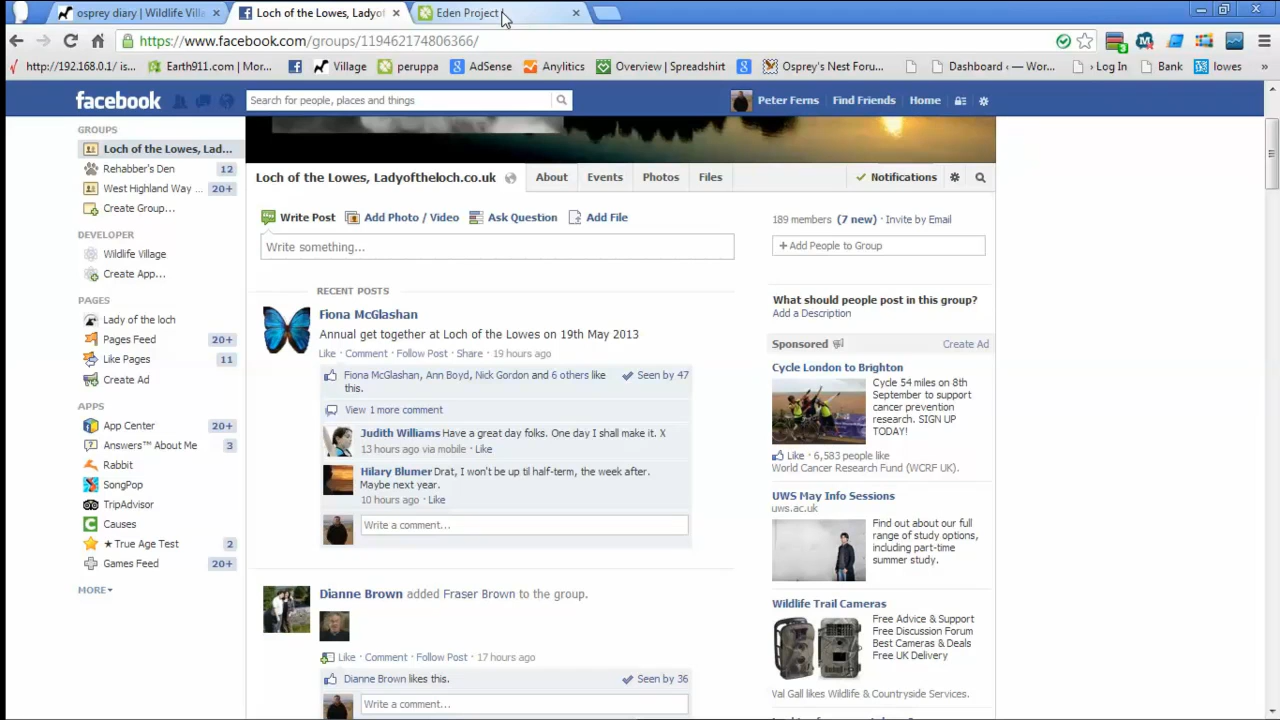 osprey diary | Wildlife Villa
Loch of the Lowes, Ladyof
Eden Project
https://www.facebook.com/groups/119462174806366/
http://192.168.0.1/ is...
Earth911.com | Mor...
Village
peruppa
AdSense
Anylitics
Overview | Spreadshirt
Osprey's Nest Foru...
Dashboard ‹ — Wor...
› Log In
Bank
lowes
»
facebook
Search for people, places and things
Peter Ferns
Find Friends
Home
GROUPS
Loch of the Lowes, Lad...
Rehabber's Den 12
West Highland Way ... 20+
Create Group...
DEVELOPER
Wildlife Village
Create App...
PAGES
Lady of the loch
Pages Feed 20+
Like Pages 11
Create Ad
APPS
App Center 20+
Answers™ About Me 3
Rabbit
SongPop
TripAdvisor
Causes
★ True Age Test 2
Games Feed 20+
MORE
Loch of the Lowes, Ladyoftheloch.co.uk
About
Events
Photos
Files
Notifications
Write Post
Add Photo / Video
Ask Question
Add File
Write something...
RECENT POSTS
Fiona McGlashan
Annual get together at Loch of the Lowes on 19th May 2013
Like · Comment · Follow Post · Share · 19 hours ago
Fiona McGlashan, Ann Boyd, Nick Gordon and 6 others like
this.
Seen by 47
View 1 more comment
Judith Williams Have a great day folks. One day I shall make it. X
13 hours ago via mobile · Like
Hilary Blumer Drat, I won't be up til half-term, the week after.
Maybe next year.
10 hours ago · Like
Write a comment...
Dianne Brown added Fraser Brown to the group.
Like · Comment · Follow Post · 17 hours ago
Dianne Brown likes this.
Seen by 36
Write a comment...
189 members (7 new) · Invite by Email
+ Add People to Group
What should people post in this group?
Add a Description
Sponsored
Create Ad
Cycle London to Brighton
Cycle 54 miles on 8th
September to support
cancer prevention
research. SIGN UP
TODAY!
Like · 6,583 people like
World Cancer Research Fund (WCRF UK).
UWS May Info Sessions
uws.ac.uk
Find out about our full
range of study options,
including part-time
summer study.
Wildlife Trail Cameras
Free Advice & Support
Free Discussion Forum
Best Cameras & Deals
Free UK Delivery
Val Gall likes Wildlife & Countryside Services.